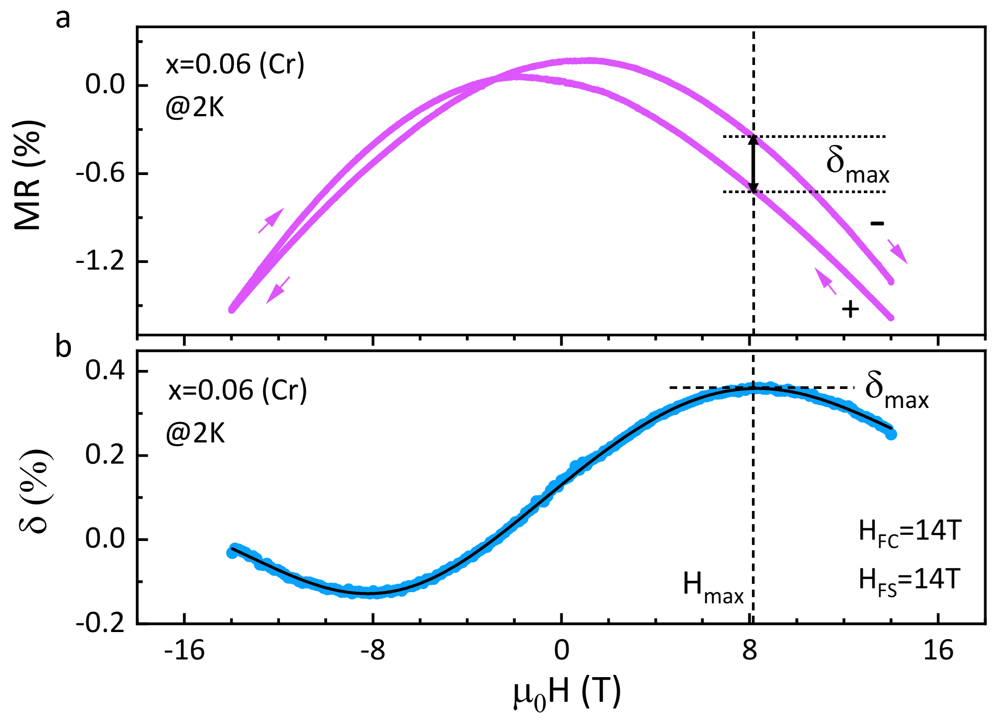 a
x=0.06 (Cr)
@2K
0.0
-0.6
-1.2
MR (%)
δmax
-
+
b
x=0.06 (Cr)
@2K
0.4
0.2
0.0
-0.2
δ (%)
δmax
Hmax
HFC=14T
HFS=14T
-16 -8 0 8 16
μ0H (T)